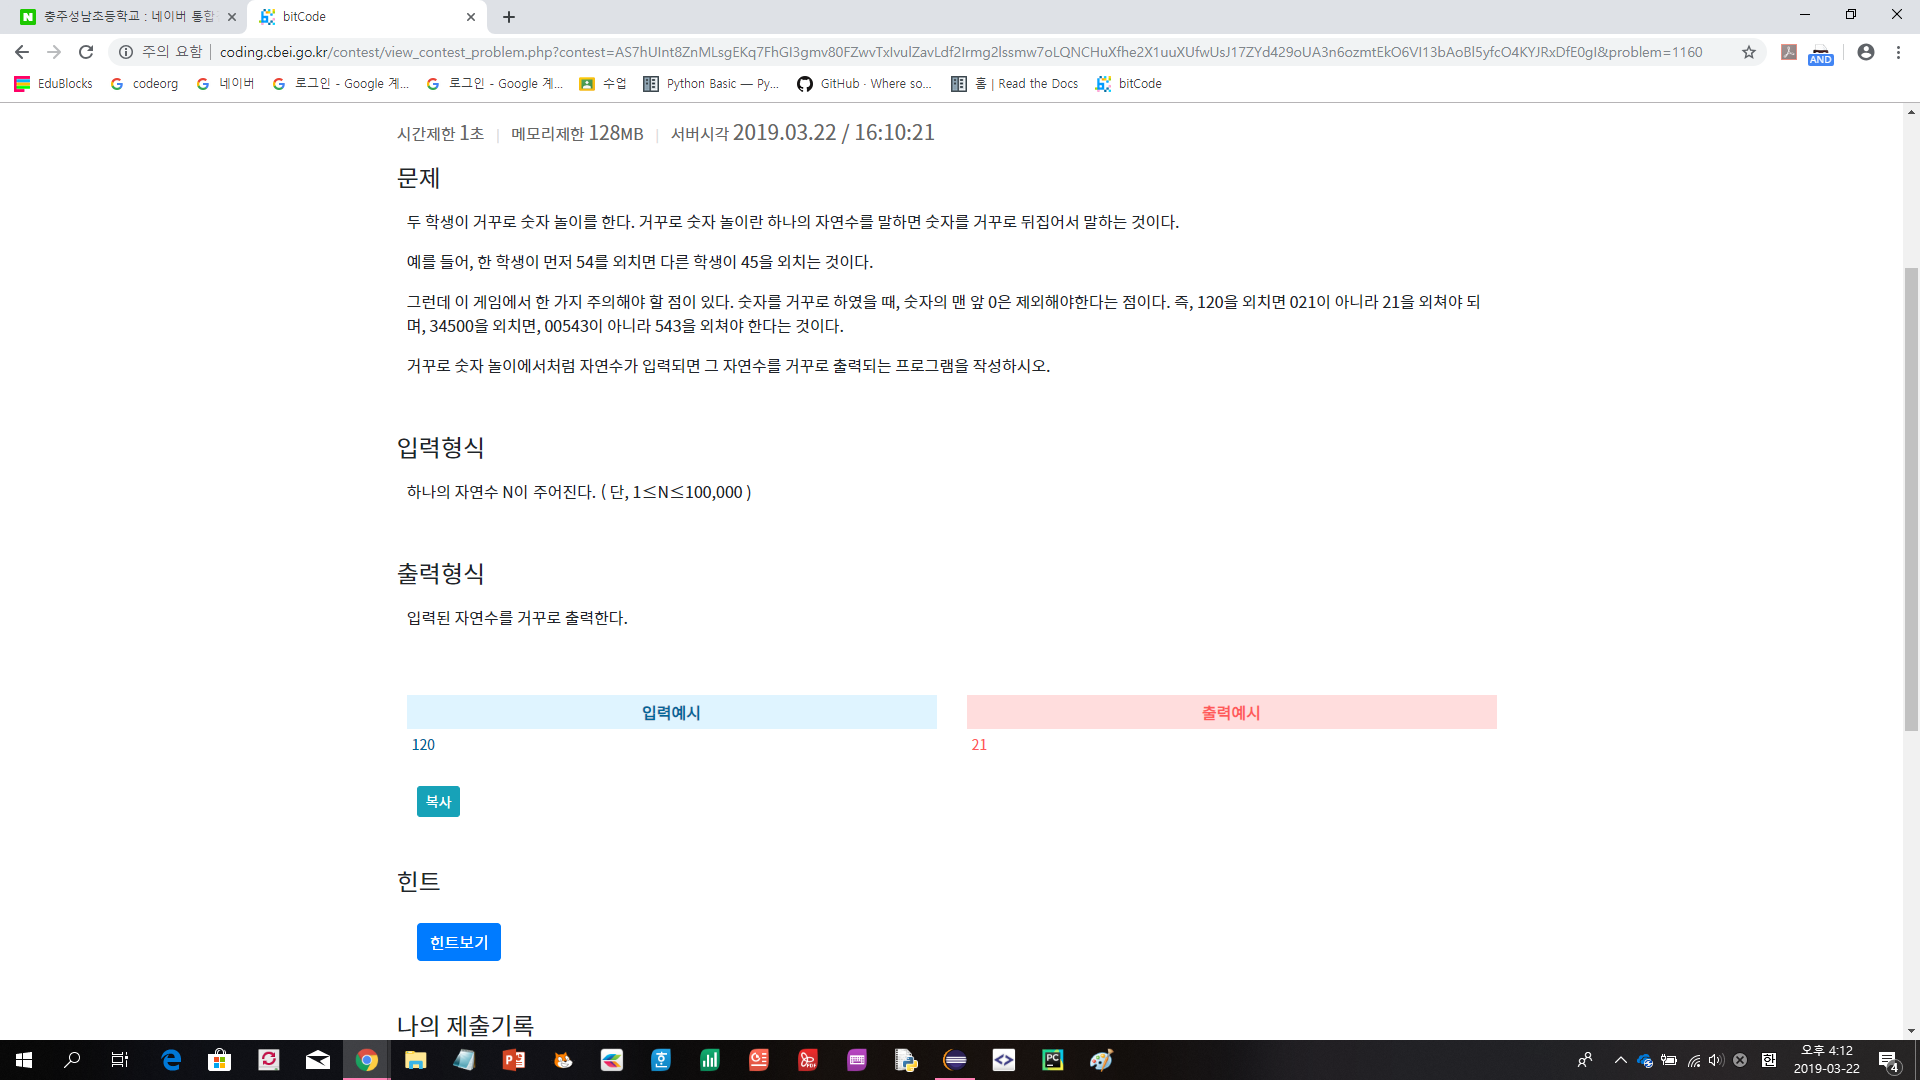 충주성남초등학교 : 네이버 통합
bitCode
주의 요함
EduBlocks
codeorg
네이버
로그인 - Google 계...
로그인 - Google 계...
수업
Python Basic — Py...
GitHub · Where so...
홈 | Read the Docs
bitCode
시간제한 1초 | 메모리제한 128MB | 서버시각 2019.03.22 / 16:10:21
문제
두 학생이 거꾸로 숫자 놀이를 한다. 거꾸로 숫자 놀이란 하나의 자연수를 말하면 숫자를 거꾸로 뒤집어서 말하는 것이다.
예를 들어, 한 학생이 먼저 54를 외치면 다른 학생이 45을 외치는 것이다.
그런데 이 게임에서 한 가지 주의해야 할 점이 있다. 숫자를 거꾸로 하였을 때, 숫자의 맨 앞 0은 제외해야한다는 점이다. 즉, 120을 외치면 021이 아니라 21을 외쳐야 되
며, 34500을 외치면, 00543이 아니라 543을 외쳐야 한다는 것이다.
거꾸로 숫자 놀이에서처럼 자연수가 입력되면 그 자연수를 거꾸로 출력되는 프로그램을 작성하시오.
입력형식
하나의 자연수 N이 주어진다. ( 단, 1≤N≤100,000 )
출력형식
입력된 자연수를 거꾸로 출력한다.
입력예시
출력예시
120
21
복사
힌트
힌트보기
나의 제출기록
AND
오후 4:12
2019-03-22
4